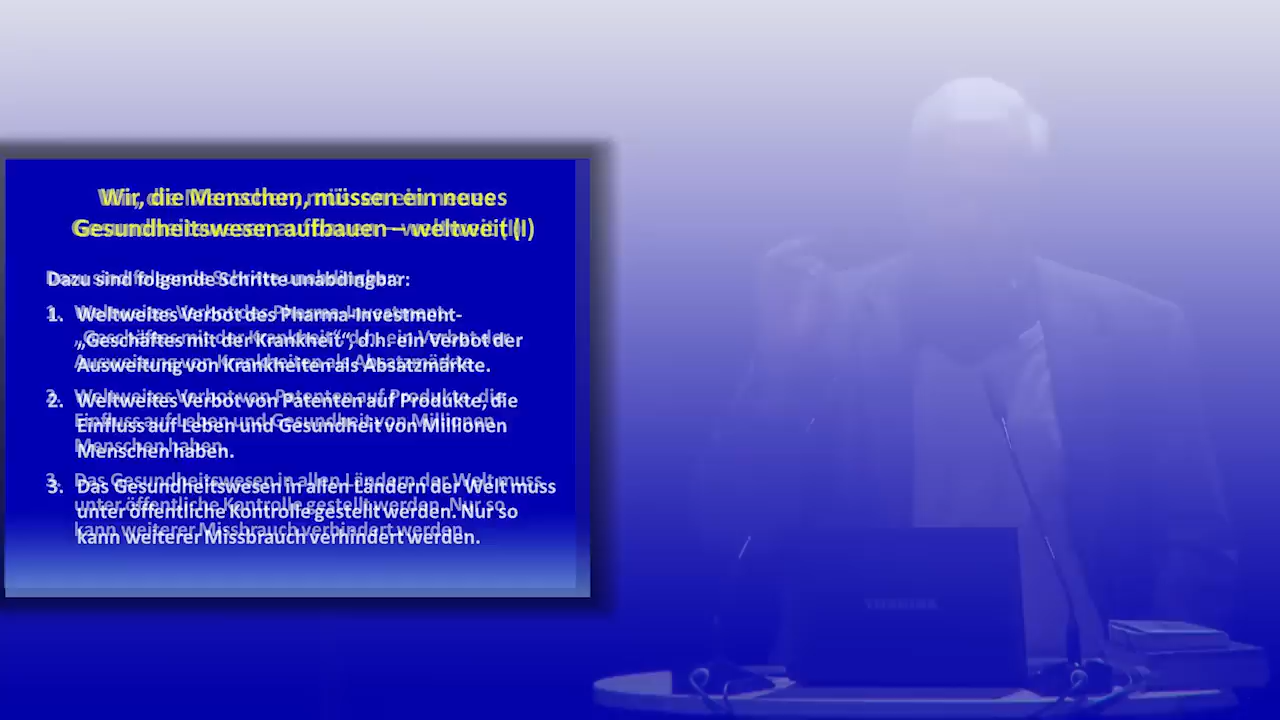 Wir, die Menschen, müssen ein neues
Gesundheitswesen aufbauen – weltweit (I)
Dazu sind folgende Schritte unabdingbar:
1. Weltweites Verbot des Pharma-Investment-
„Geschäftes mit der Krankheit“, d.h. ein Verbot der
Ausweitung von Krankheiten als Absatzmärkte.
2. Weltweites Verbot von Patenten auf Produkte, die
Einfluss auf Leben und Gesundheit von Millionen
Menschen haben.
3. Das Gesundheitswesen in allen Ländern der Welt muss
unter öffentliche Kontrolle gestellt werden. Nur so
kann weiterer Missbrauch verhindert werden.
TOSHIBA